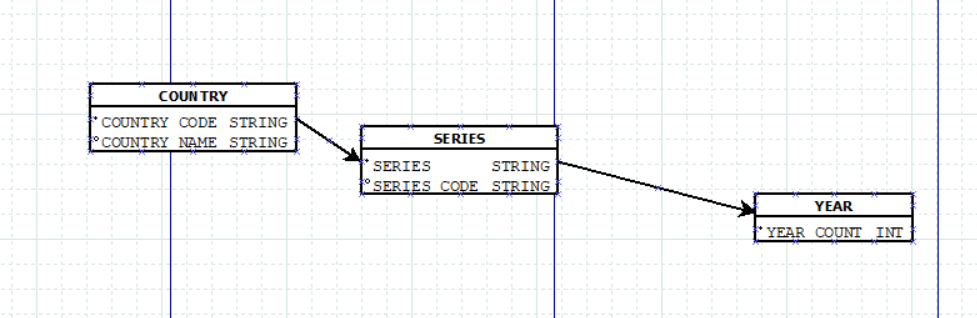 COUNTRY
COUNTRY CODE STRING
COUNTRY NAME STRING
SERIES
SERIES STRING
SERIES CODE STRING
YEAR
YEAR COUNT INT